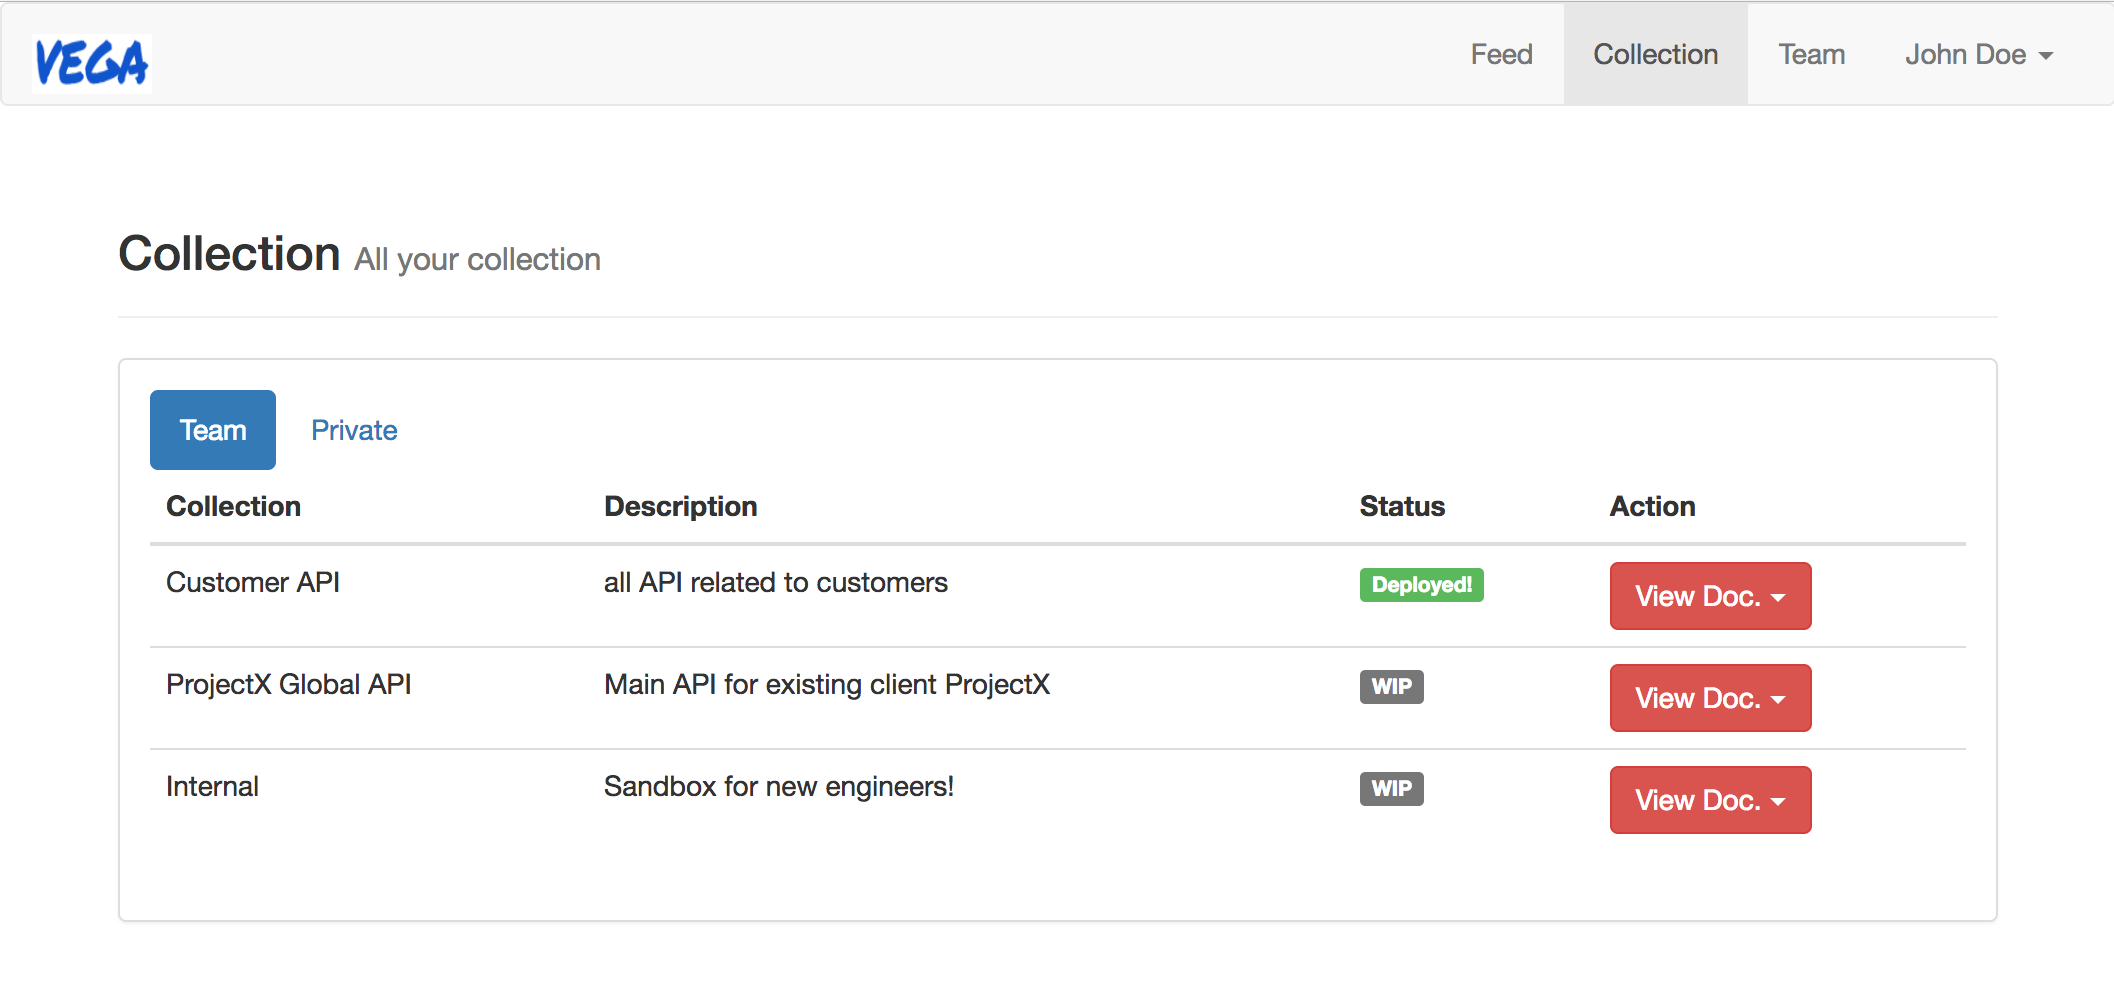 VEGA Feed Collection Team John Doe
Collection All your collection
Team Private
Collection Description Status Action
Customer API all API related to customers Deployed! View Doc.
ProjectX Global API Main API for existing client ProjectX WIP View Doc.
Internal Sandbox for new engineers! WIP View Doc.